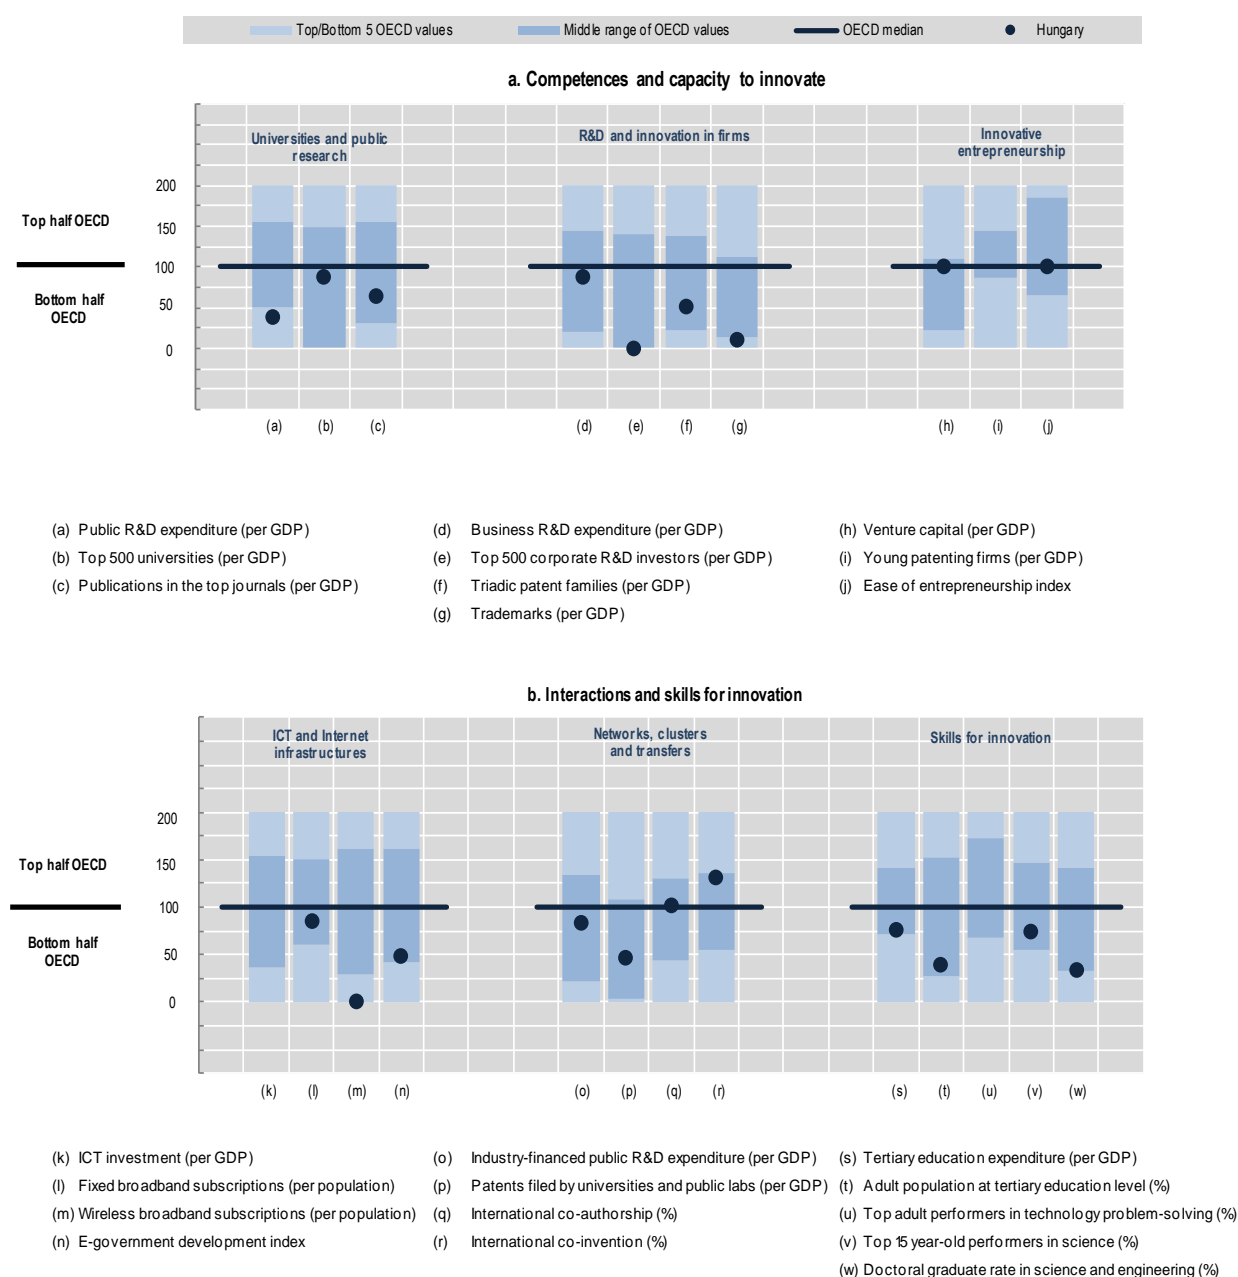 Top/Bottom 5 OECD values Middle range of OECD values OECD median Hungary
a. Competences and capacity to innovate
Universities and public
research
R&D and innovation in firms
Innovative
entrepreneurship
200
150
100
50
0
Top half OECD
Bottom half
OECD
(a) (b) (c) (d) (e) (f) (g) (h) (i) (j)
(a) Public R&D expenditure (per GDP)
(b) Top 500 universities (per GDP)
(c) Publications in the top journals (per GDP)
(d) Business R&D expenditure (per GDP)
(e) Top 500 corporate R&D investors (per GDP)
(f) Triadic patent families (per GDP)
(g) Trademarks (per GDP)
(h) Venture capital (per GDP)
(i) Young patenting firms (per GDP)
(j) Ease of entrepreneurship index
b. Interactions and skills for innovation
ICT and Internet
infrastructures
Networks, clusters
and transfers
Skills for innovation
200
150
100
50
0
Top half OECD
Bottom half
OECD
(k) (l) (m) (n) (o) (p) (q) (r) (s) (t) (u) (v) (w)
(k) ICT investment (per GDP)
(l) Fixed broadband subscriptions (per population)
(m) Wireless broadband subscriptions (per population)
(n) E-government development index
(o) Industry-financed public R&D expenditure (per GDP)
(p) Patents filed by universities and public labs (per GDP)
(q) International co-authorship (%)
(r) International co-invention (%)
(s) Tertiary education expenditure (per GDP)
(t) Adult population at tertiary education level (%)
(u) Top adult performers in technology problem-solving (%)
(v) Top 15 year-old performers in science (%)
(w) Doctoral graduate rate in science and engineering (%)